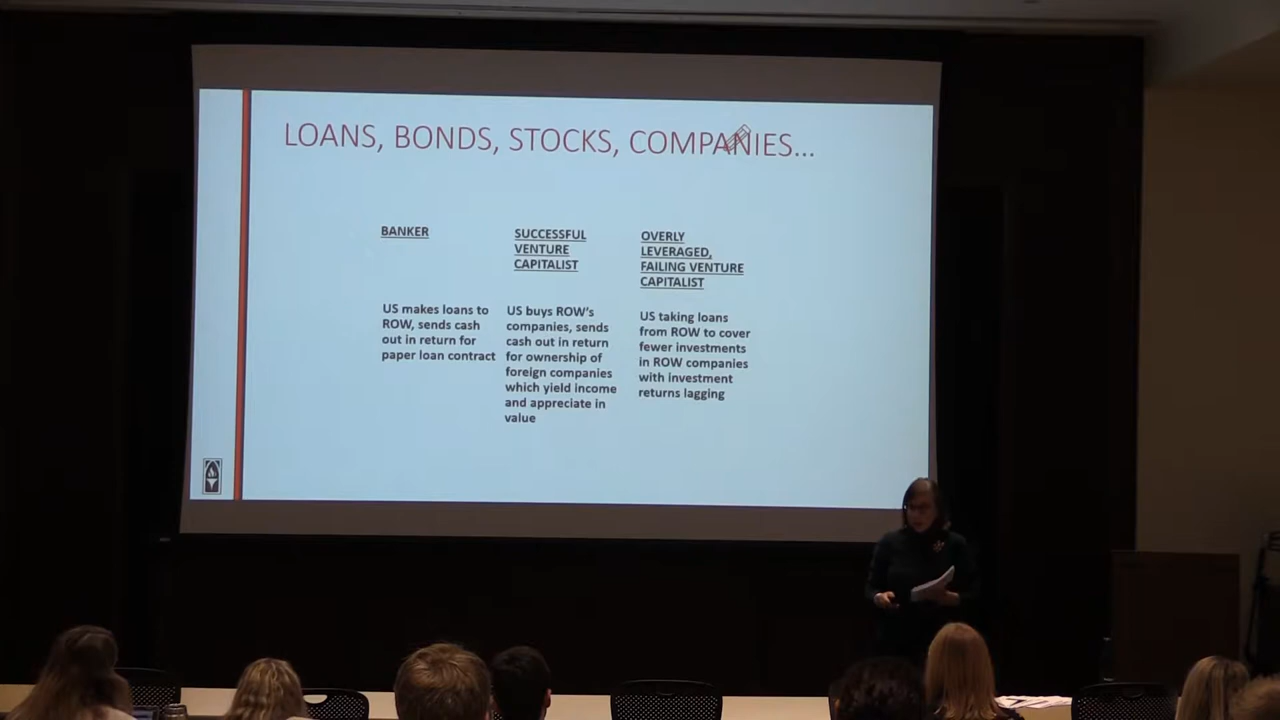 LOANS, BONDS, STOCKS, COMPANIES...
BANKER
US makes loans to
ROW, sends cash
out in return for
paper loan contract
SUCCESSFUL
VENTURE
CAPITALIST
US buys ROW's
companies, sends
cash out in return
for ownership of
foreign companies
which yield income
and appreciate in
value
OVERLY
LEVERAGED,
FAILING VENTURE
CAPITALIST
US taking loans
from ROW to cover
fewer investments
in ROW companies
with investment
returns lagging